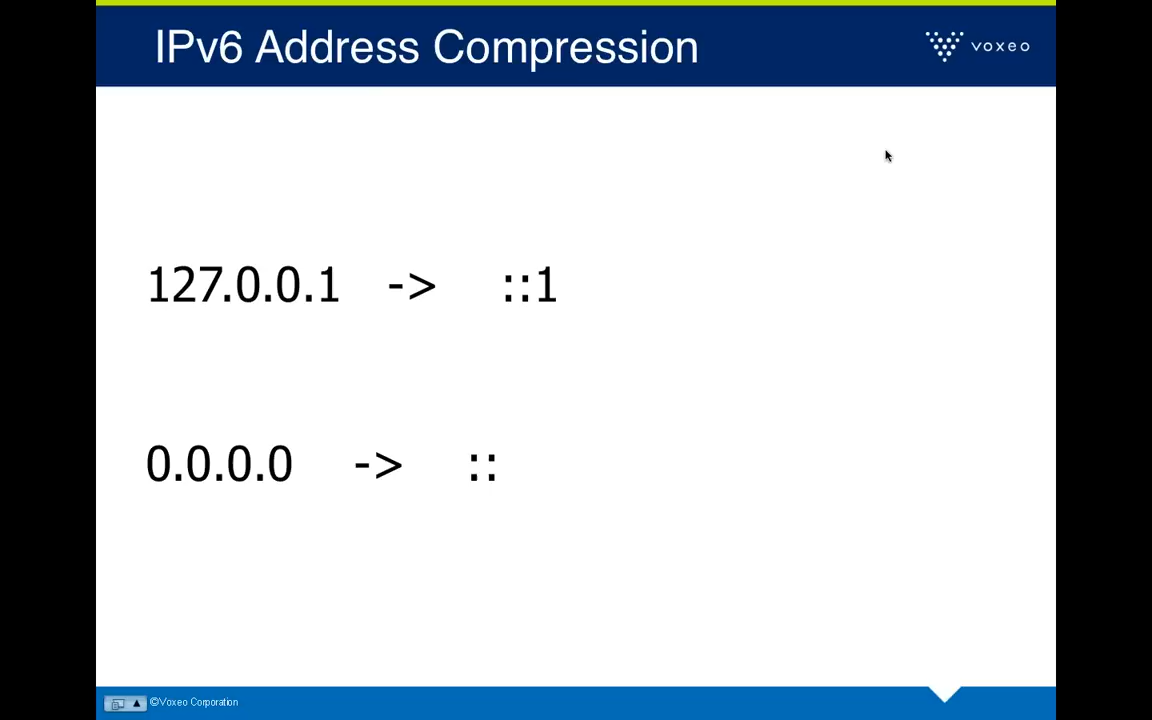 IPv6 Address Compression
voxeo
127.0.0.1 -> ::1
0.0.0.0 -> ::
©Voxeo Corporation